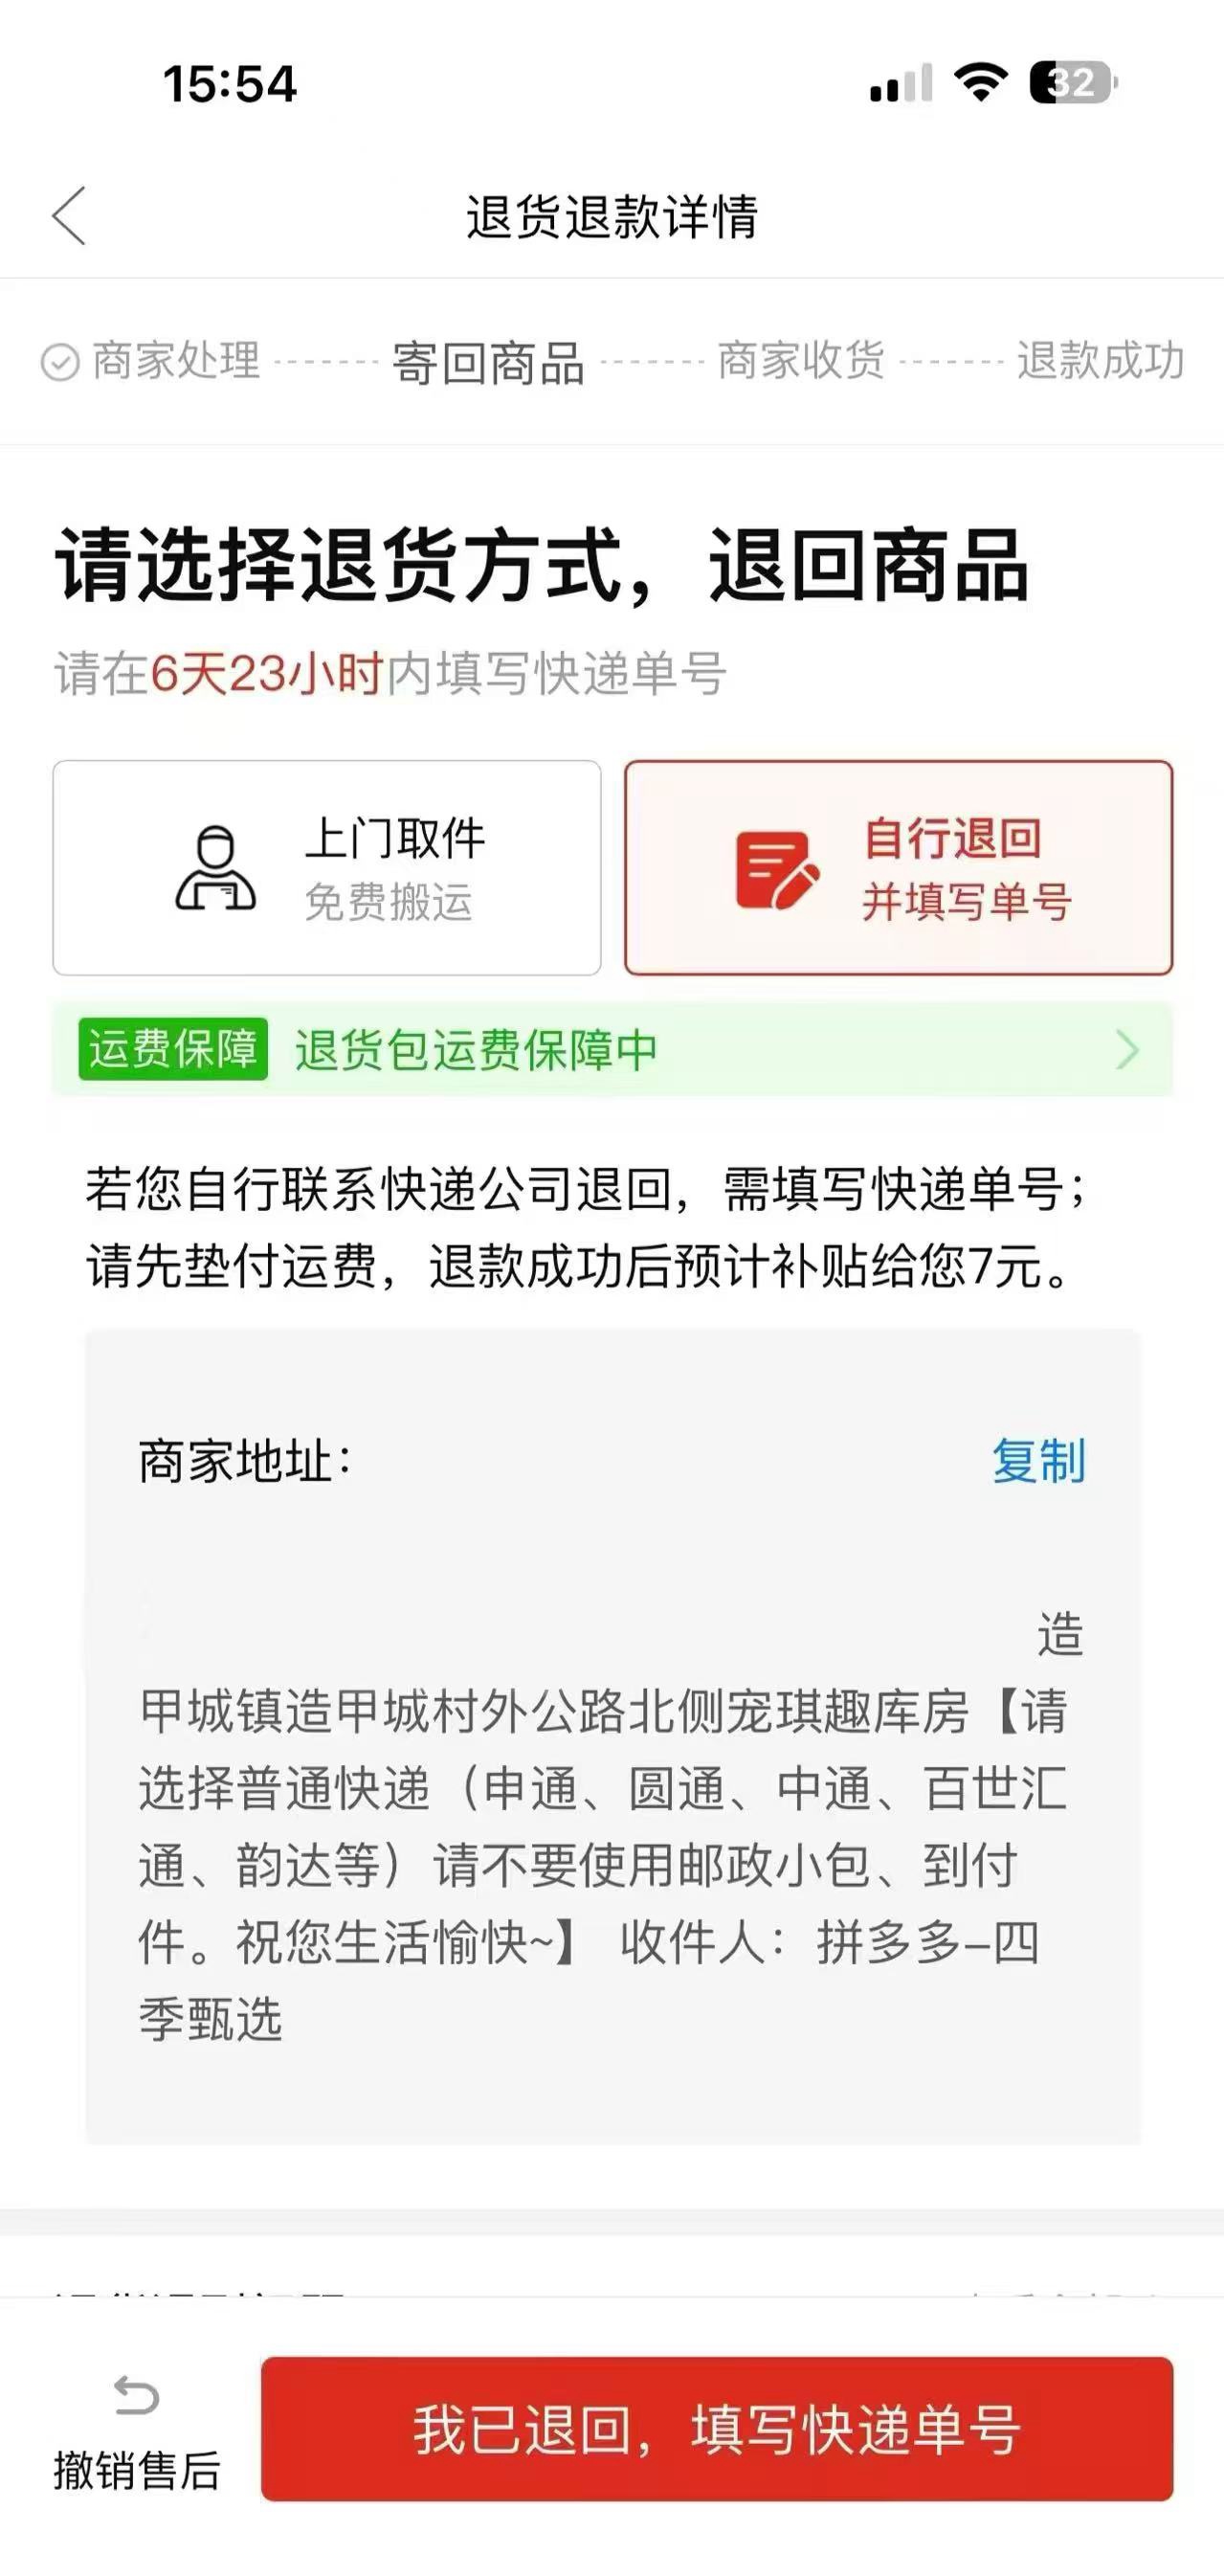 15:54
32
退货退款详情
商家处理 寄回商品 商家收货 退款成功
请选择退货方式，退回商品
请在6天23小时内填写快递单号
上门取件
免费搬运
自行退回
并填写单号
运费保障 退货包运费保障中
若您自行联系快递公司退回，需填写快递单号；
请先垫付运费，退款成功后预计补贴给您7元。
商家地址： 复制
造
甲城镇造甲城村外公路北侧宠琪趣库房【请
选择普通快递（申通、圆通、中通、百世汇
通、韵达等）请不要使用邮政小包、到付
件。祝您生活愉快~】 收件人：拼多多-四
季甄选
撤销售后
我已退回，填写快递单号